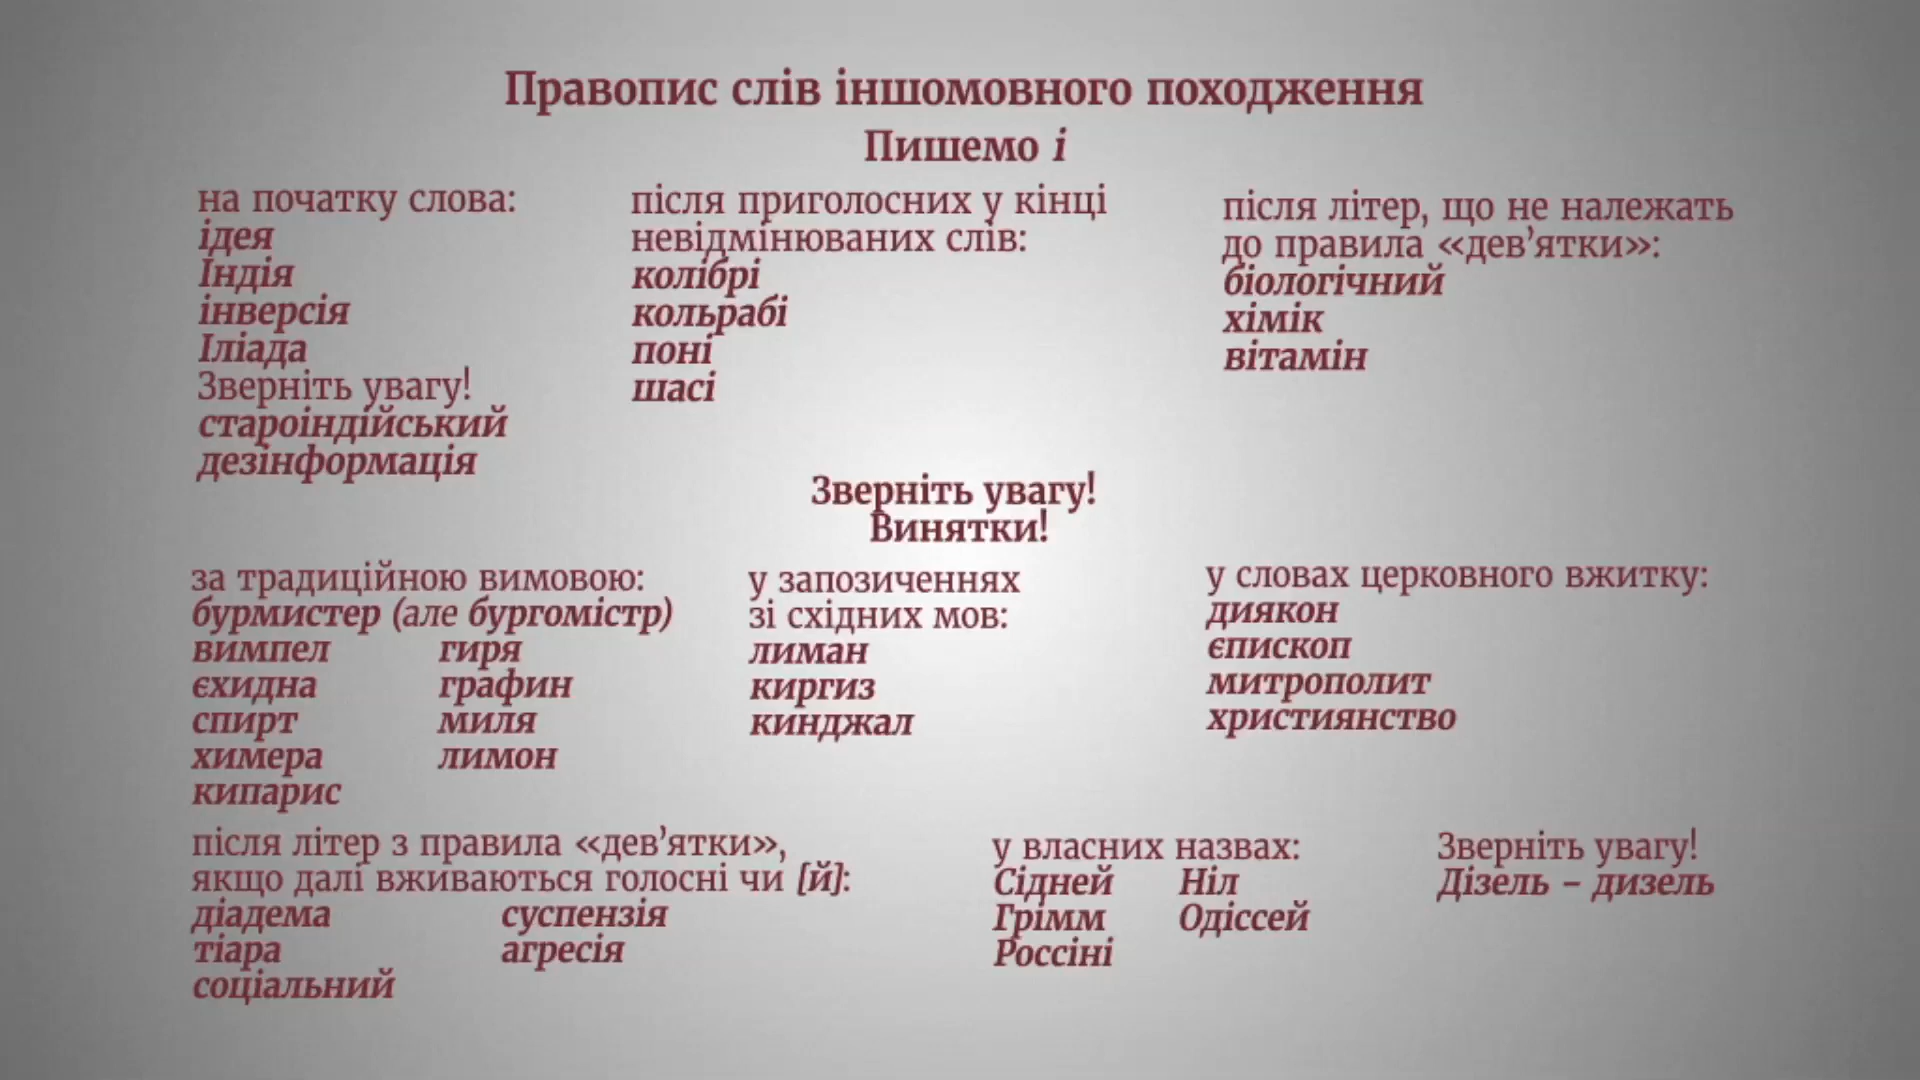 Правопис слів іншомовного походження
Пишемо і
на початку слова:
ідея
Індія
інверсія
Іліада
Зверніть увагу!
староіндійський
дезінформація
після приголосних у кінці
невідмінюваних слів:
колібрі
кольрабі
поні
шасі
після літер, що не належать
до правила «дев’ятки»:
біологічний
хімік
вітамін
Зверніть увагу!
Винятки!
за традиційною вимовою:
бурмистер (але бургомістр)
вимпел гиря
єхидна графин
спирт миля
химера лимон
кипарис
у запозиченнях
зі східних мов:
лиман
киргиз
кинджал
у словах церковного вжитку:
диякон
єпископ
митрополит
християнство
після літер з правила «дев’ятки»,
якщо далі вживаються голосні чи [й]:
діадема суспензія
тіара агресія
соціальний
у власних назвах:
Сідней Ніл
Грімм Одіссей
Россіні
Зверніть увагу!
Дізель – дизель